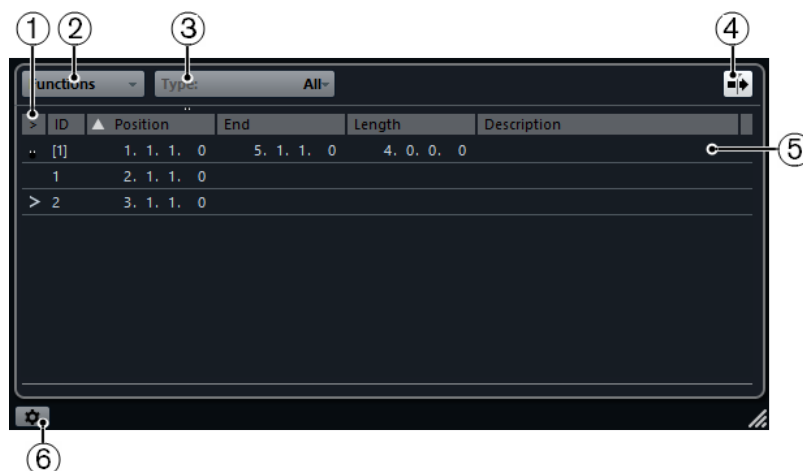 1 2 3 4
Functions Type: All
> ID Position End Length Description
[1] 1. 1. 1. 0 5. 1. 1. 0 4. 0. 0. 0
5
1 2. 1. 1. 0
> 2 3. 1. 1. 0
6